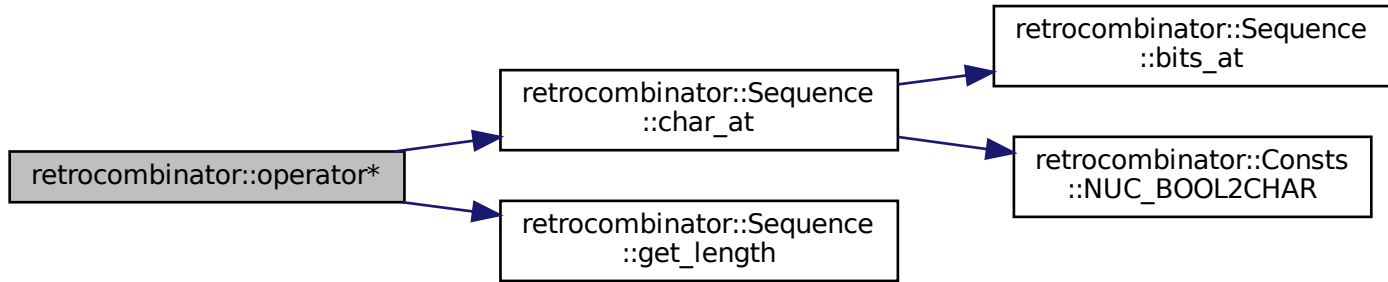 retrocombinator::operator*
retrocombinator::Sequence
::char_at
retrocombinator::Sequence
::get_length
retrocombinator::Sequence
::bits_at
retrocombinator::Consts
::NUC_BOOL2CHAR